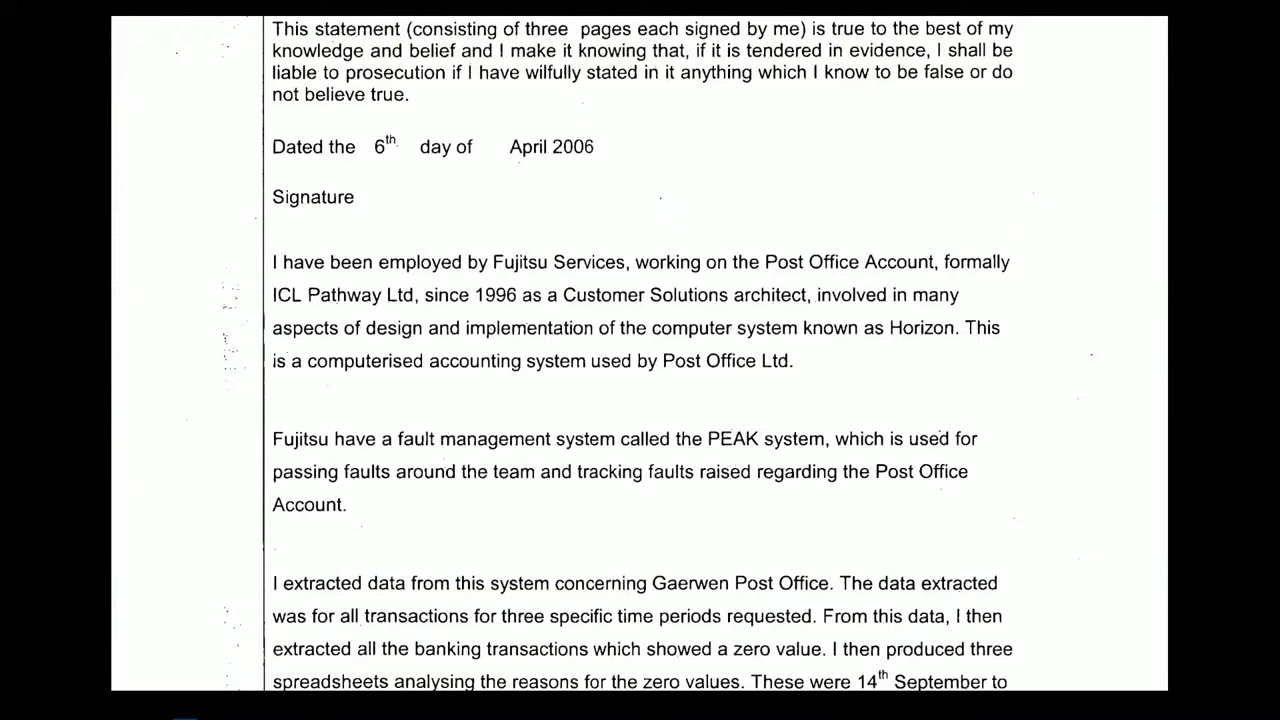 This statement (consisting of three pages each signed by me) is true to the best of my
knowledge and belief and I make it knowing that, if it is tendered in evidence, I shall be
liable to prosecution if I have wilfully stated in it anything which I know to be false or do
not believe true.
Dated the 6th day of April 2006
Signature
I have been employed by Fujitsu Services, working on the Post Office Account, formally
ICL Pathway Ltd, since 1996 as a Customer Solutions architect, involved in many
aspects of design and implementation of the computer system known as Horizon. This
is a computerised accounting system used by Post Office Ltd.
Fujitsu have a fault management system called the PEAK system, which is used for
passing faults around the team and tracking faults raised regarding the Post Office
Account.
I extracted data from this system concerning Gaerwen Post Office. The data extracted
was for all transactions for three specific time periods requested. From this data, I then
extracted all the banking transactions which showed a zero value. I then produced three
spreadsheets analysing the reasons for the zero values. These were 14th September to